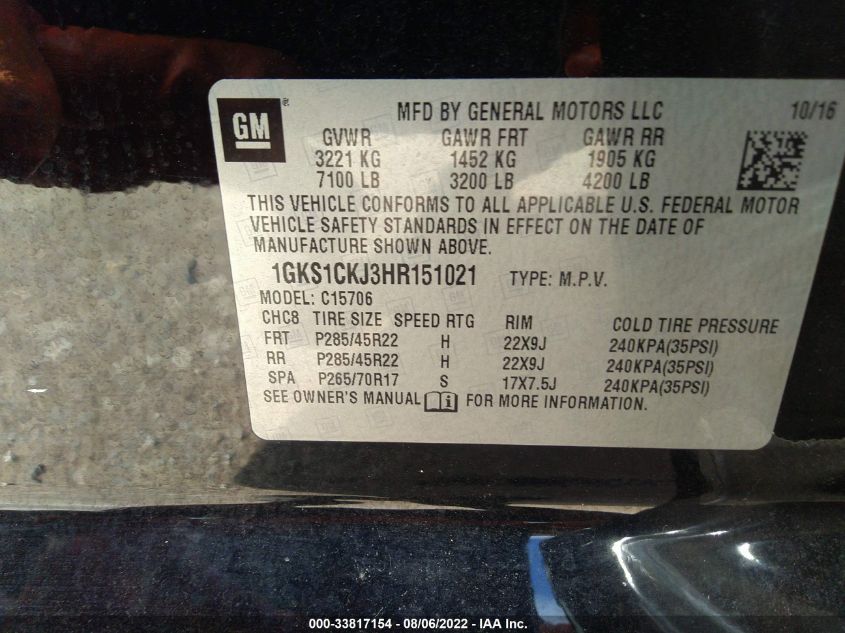 GM ® MFD BY GENERAL MOTORS LLC 10/16
GVWR GAWR FRT GAWR RR
3221 KG 1452 KG 1905 KG
7100 LB 3200 LB 4200 LB
THIS VEHICLE CONFORMS TO ALL APPLICABLE U.S. FEDERAL MOTOR
VEHICLE SAFETY STANDARDS IN EFFECT ON THE DATE OF
MANUFACTURE SHOWN ABOVE.
1GKS1CKJ3HR151021 TYPE: M.P.V.
MODEL: C15706
CHC8 TIRE SIZE SPEED RTG RIM COLD TIRE PRESSURE
FRT P285/45R22 H 22X9J 240KPA(35PSI)
RR P285/45R22 H 22X9J 240KPA(35PSI)
SPA P265/70R17 S 17X7.5J 240KPA(35PSI)
SEE OWNER'S MANUAL FOR MORE INFORMATION.
000-33817154 - 08/06/2022 - IAA Inc.